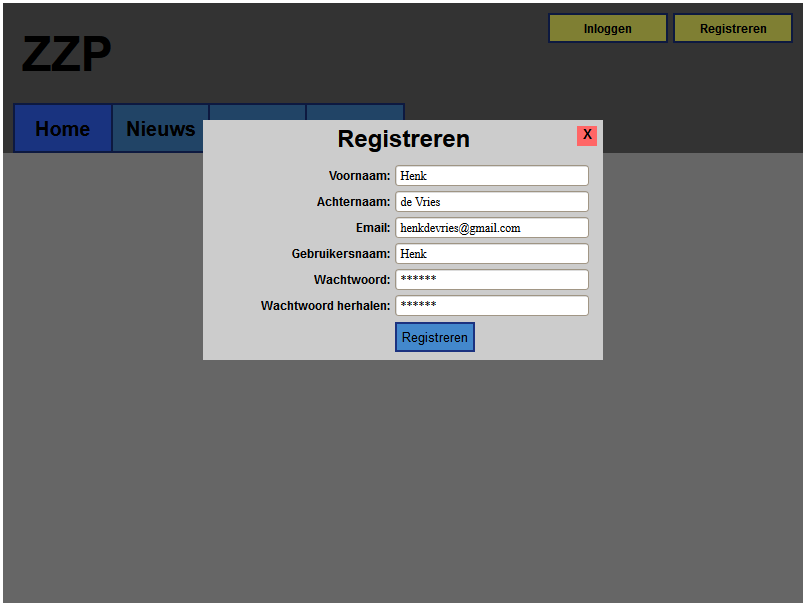 Inloggen Registreren
ZZP
Home Nieuws
Registreren X
Voornaam: Henk
Achternaam: de Vries
Email: henkdevries@gmail.com
Gebruikersnaam: Henk
Wachtwoord: ******
Wachtwoord herhalen: ******
Registreren